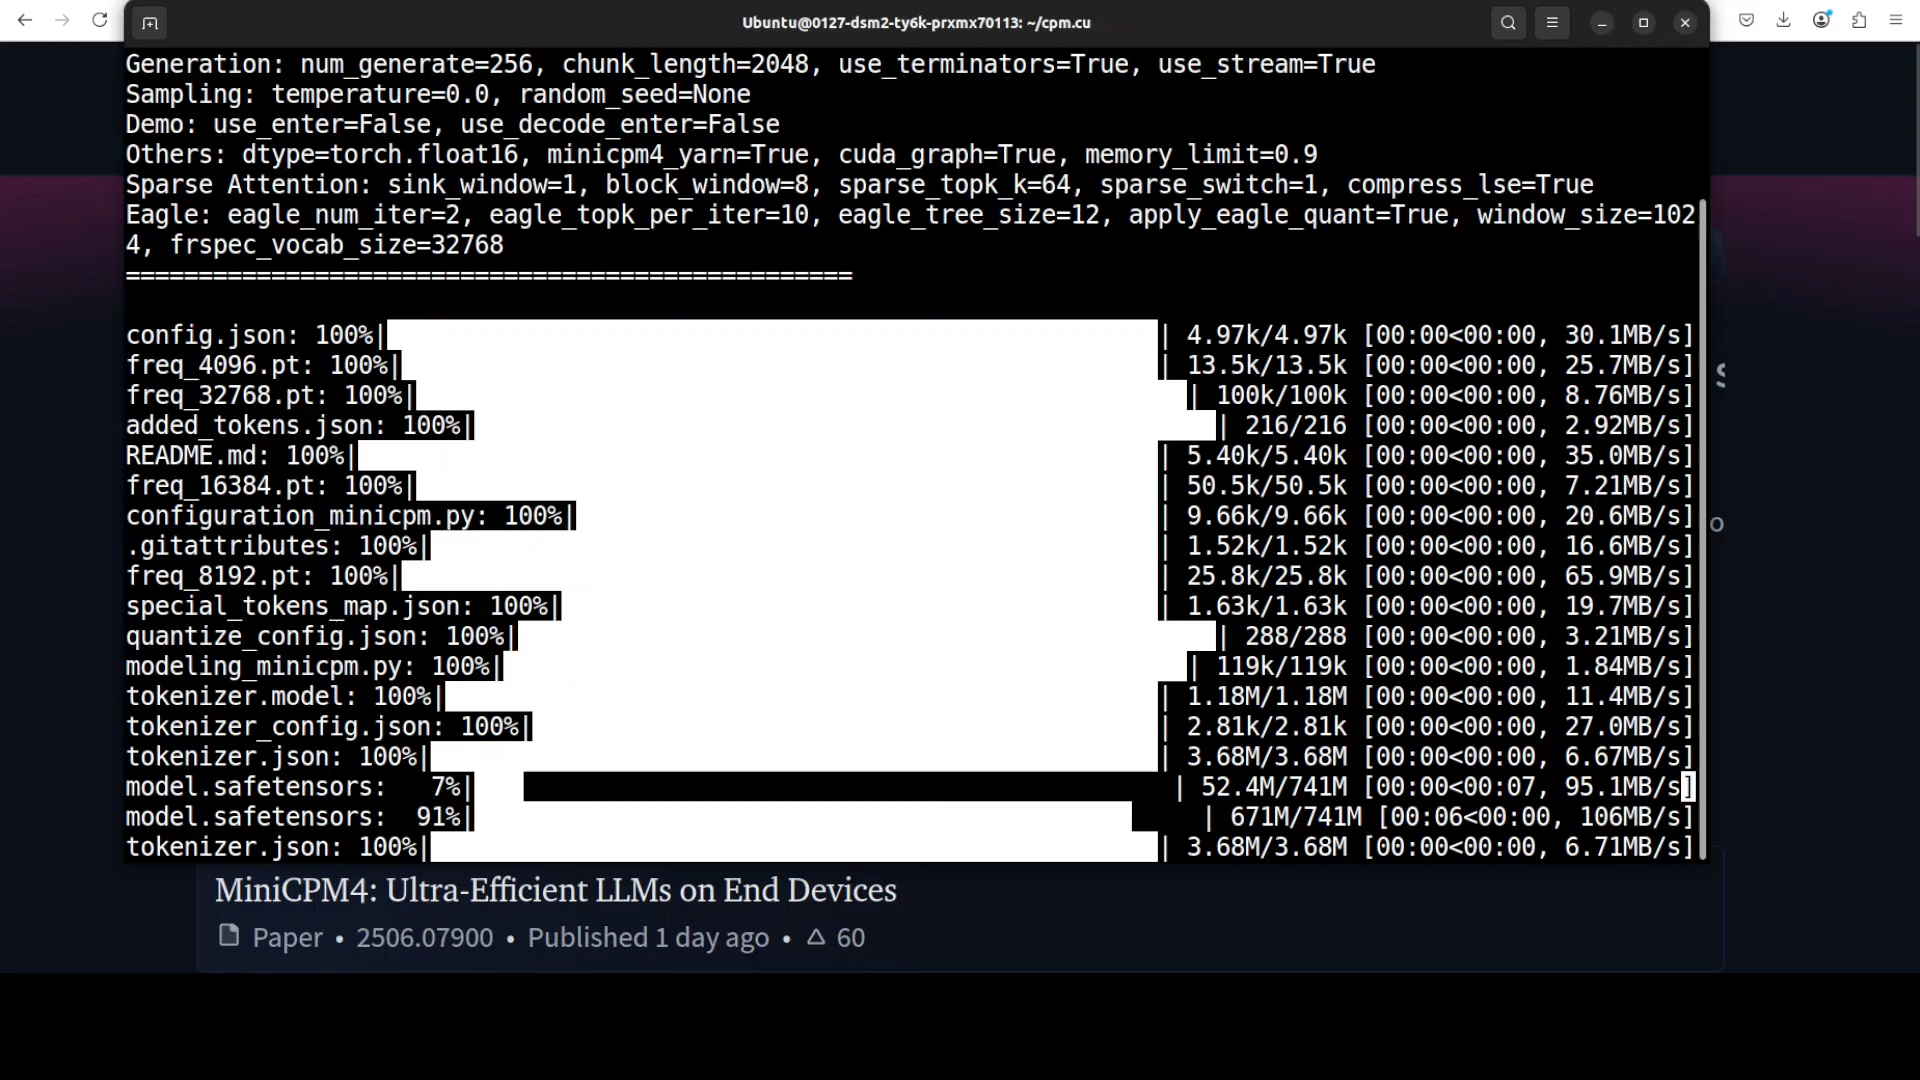 Ubuntu@0127-dsm2-ty6k-prxmx70113: ~/cpm.cu
Generation: num_generate=256, chunk_length=2048, use_terminators=True, use_stream=True
Sampling: temperature=0.0, random_seed=None
Demo: use_enter=False, use_decode_enter=False
Others: dtype=torch.float16, minicpm4_yarn=True, cuda_graph=True, memory_limit=0.9
Sparse Attention: sink_window=1, block_window=8, sparse_topk_k=64, sparse_switch=1, compress_lse=True
Eagle: eagle_num_iter=2, eagle_topk_per_iter=10, eagle_tree_size=12, apply_eagle_quant=True, window_size=102
4, frspec_vocab_size=32768
==================================================
config.json: 100%| | 4.97k/4.97k [00:00<00:00, 30.1MB/s]
freq_4096.pt: 100%| | 13.5k/13.5k [00:00<00:00, 25.7MB/s]
freq_32768.pt: 100%| | 100k/100k [00:00<00:00, 8.76MB/s]
added_tokens.json: 100%| | 216/216 [00:00<00:00, 2.92MB/s]
README.md: 100%| | 5.40k/5.40k [00:00<00:00, 35.0MB/s]
freq_16384.pt: 100%| | 50.5k/50.5k [00:00<00:00, 7.21MB/s]
configuration_minicpm.py: 100%| | 9.66k/9.66k [00:00<00:00, 20.6MB/s]
.gitattributes: 100%| | 1.52k/1.52k [00:00<00:00, 16.6MB/s]
freq_8192.pt: 100%| | 25.8k/25.8k [00:00<00:00, 65.9MB/s]
special_tokens_map.json: 100%| | 1.63k/1.63k [00:00<00:00, 19.7MB/s]
quantize_config.json: 100%| | 288/288 [00:00<00:00, 3.21MB/s]
modeling_minicpm.py: 100%| | 119k/119k [00:00<00:00, 1.84MB/s]
tokenizer.model: 100%| | 1.18M/1.18M [00:00<00:00, 11.4MB/s]
tokenizer_config.json: 100%| | 2.81k/2.81k [00:00<00:00, 27.0MB/s]
tokenizer.json: 100%| | 3.68M/3.68M [00:00<00:00, 6.67MB/s]
model.safetensors: 7%| | 52.4M/741M [00:00<00:07, 95.1MB/s]
model.safetensors: 91%| | 671M/741M [00:06<00:00, 106MB/s]
tokenizer.json: 100%| | 3.68M/3.68M [00:00<00:00, 6.71MB/s]
MiniCPM4: Ultra-Efficient LLMs on End Devices
Paper • 2506.07900 • Published 1 day ago • 60